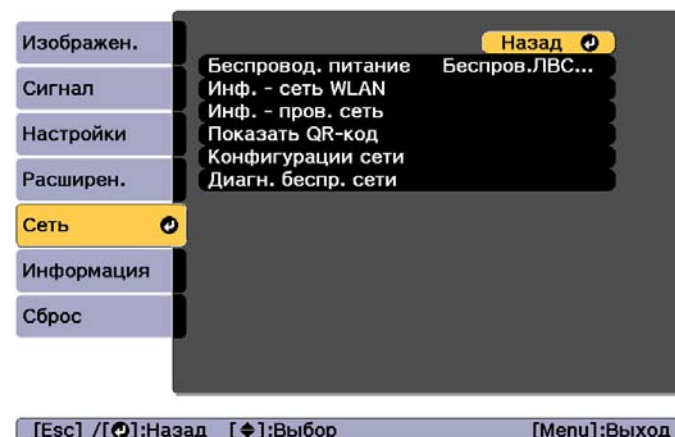 Изображен.
Сигнал
Настройки
Расширен.
Сеть
Информация
Сброс
Назад
Беспровод. питание Беспров.ЛВС...
Инф. - сеть WLAN
Инф. - пров. сеть
Показать QR-код
Конфигурации сети
Диагн. беспр. сети
[Esc] /[⏎]:Назад [◆]:Выбор [Menu]:Выход